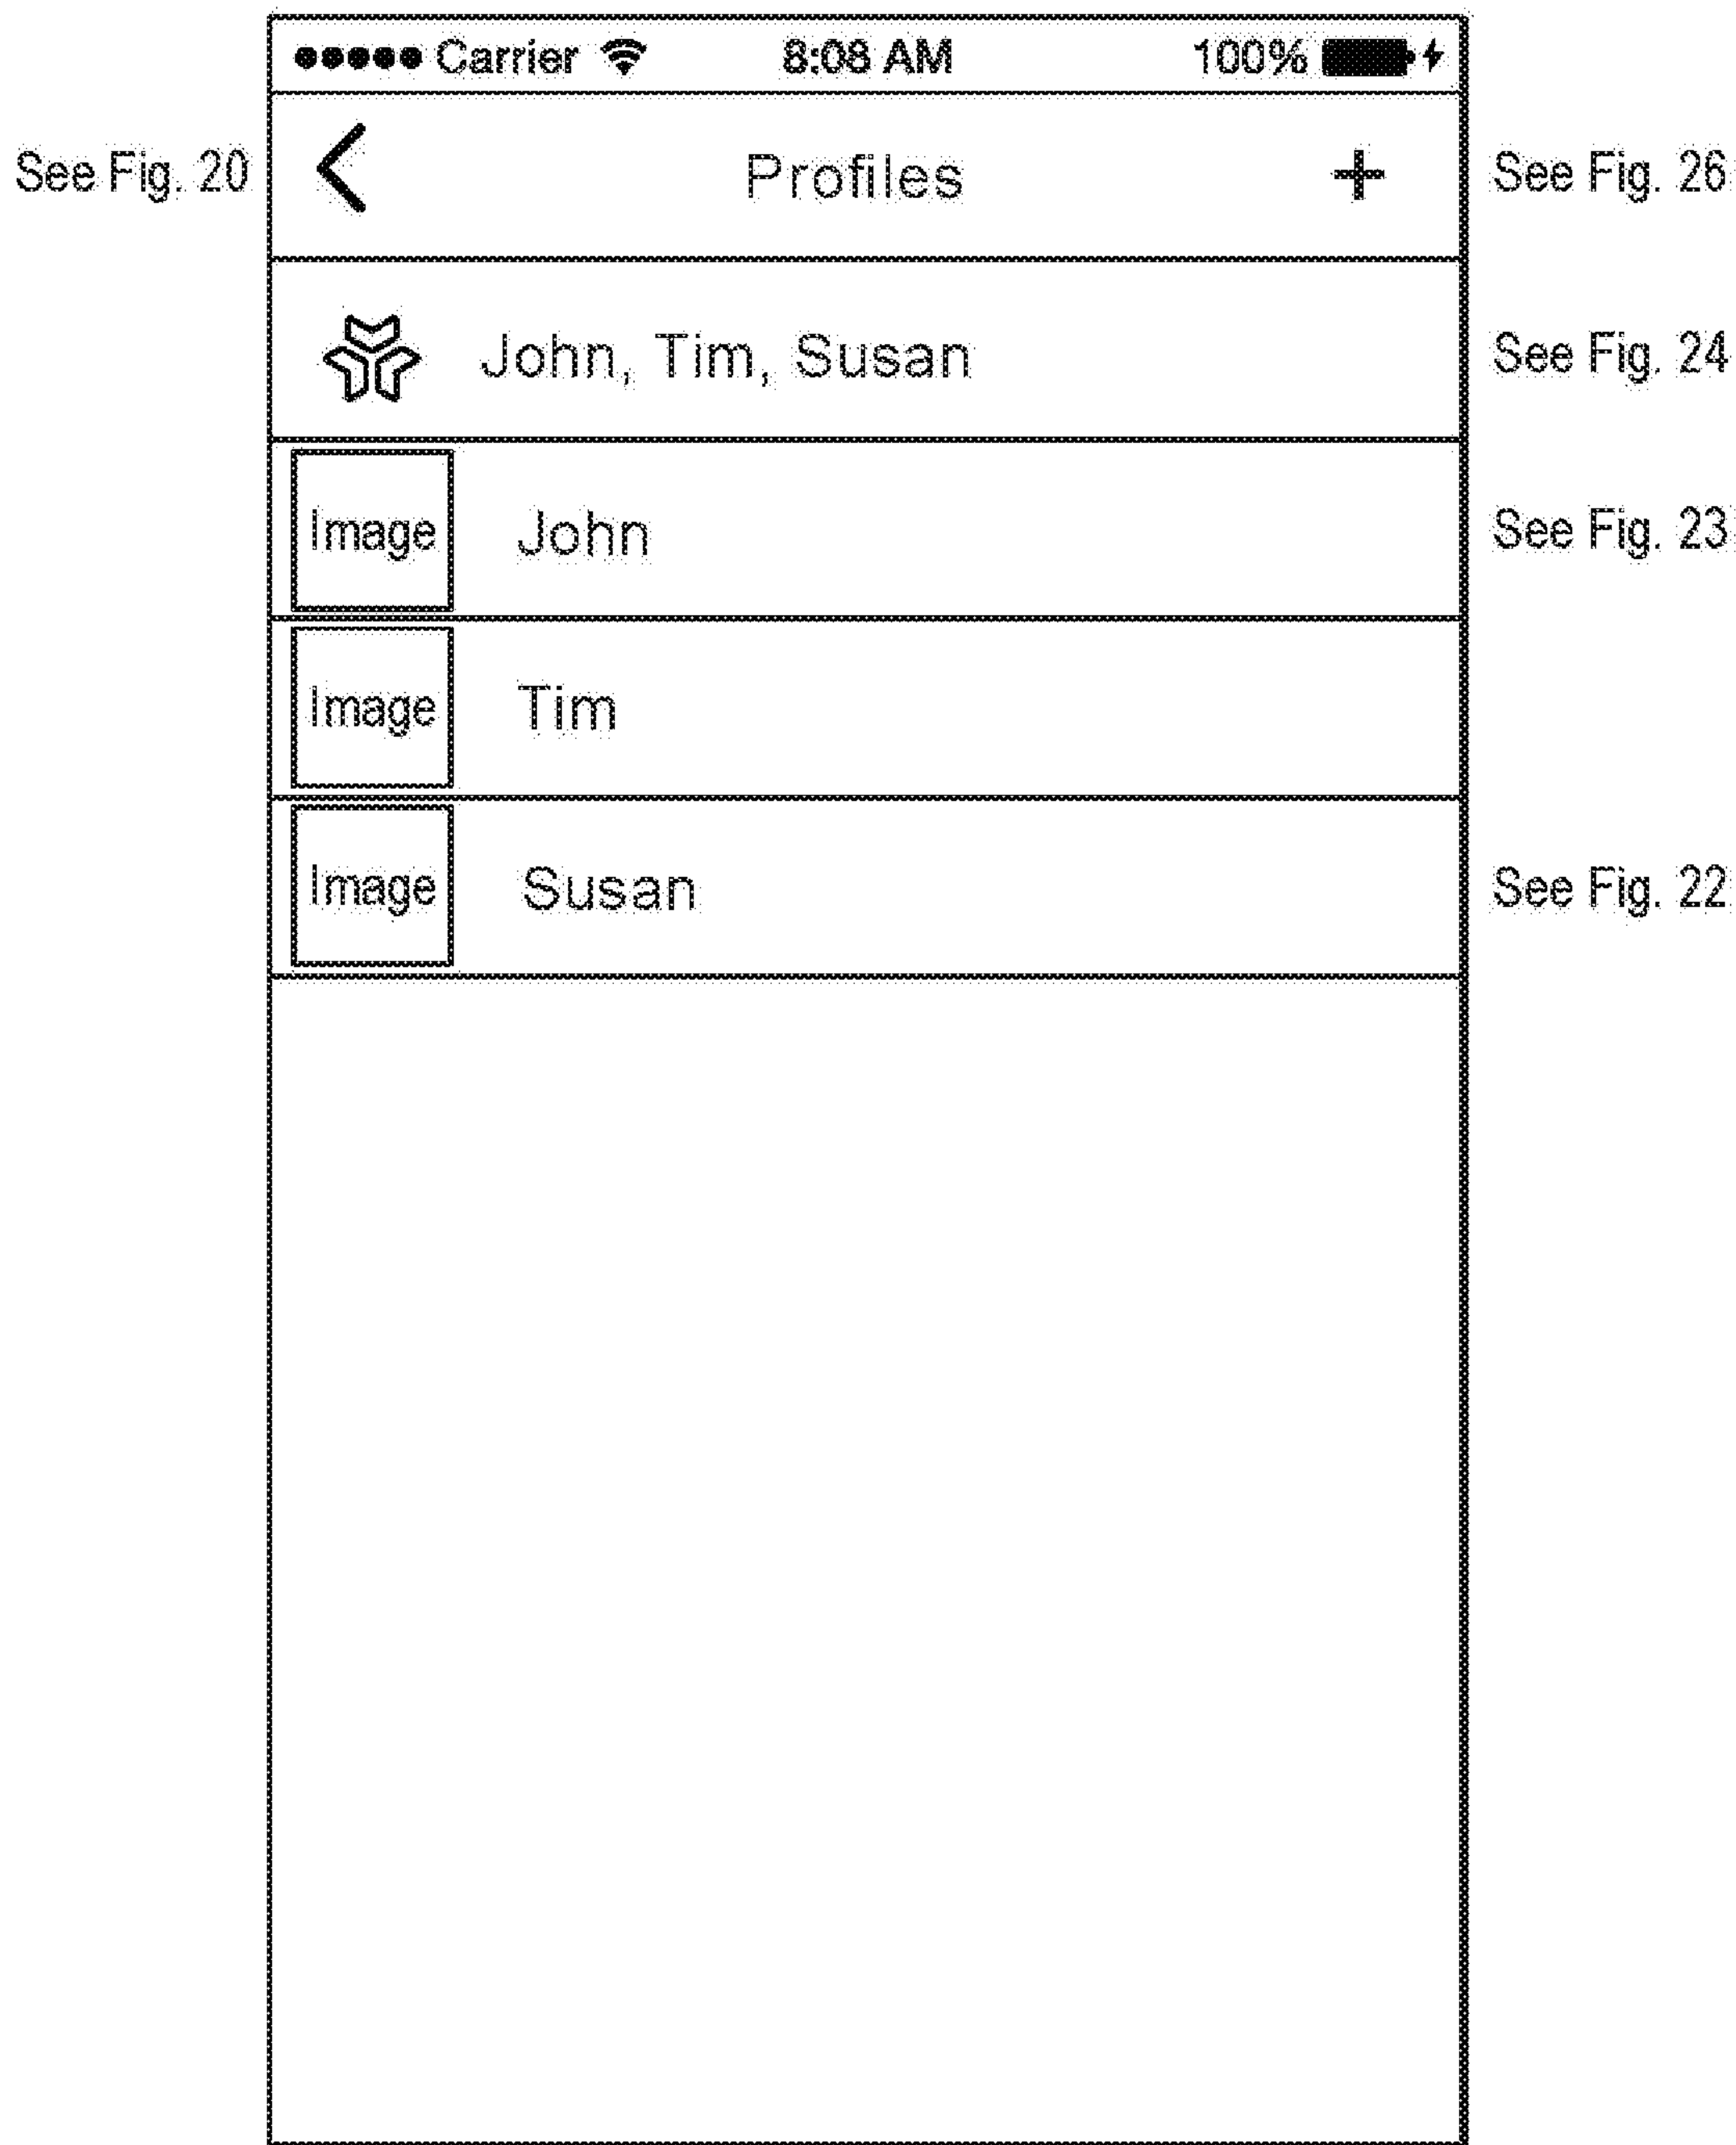 Carrier 8:08 AM 100%
See Fig. 20 Profiles + See Fig. 26
John, Tim, Susan See Fig. 24
Image John See Fig. 23
Image Tim
Image Susan See Fig. 22